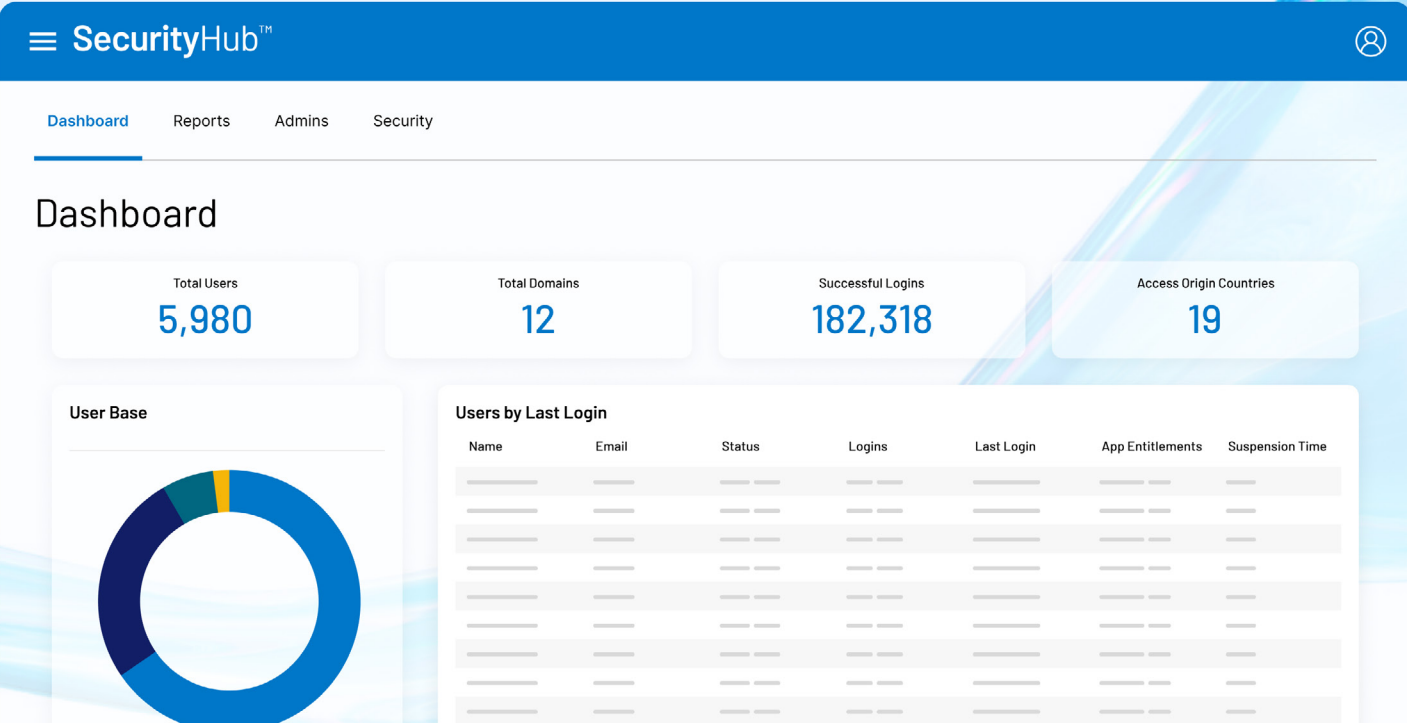 SecurityHub™
Dashboard Reports Admins Security
Dashboard
Total Users Total Domains Successful Logins Access Origin Countries
5,980 12 182,318 19
User Base
Users by Last Login
Name Email Status Logins Last Login App Entitlements Suspension Time